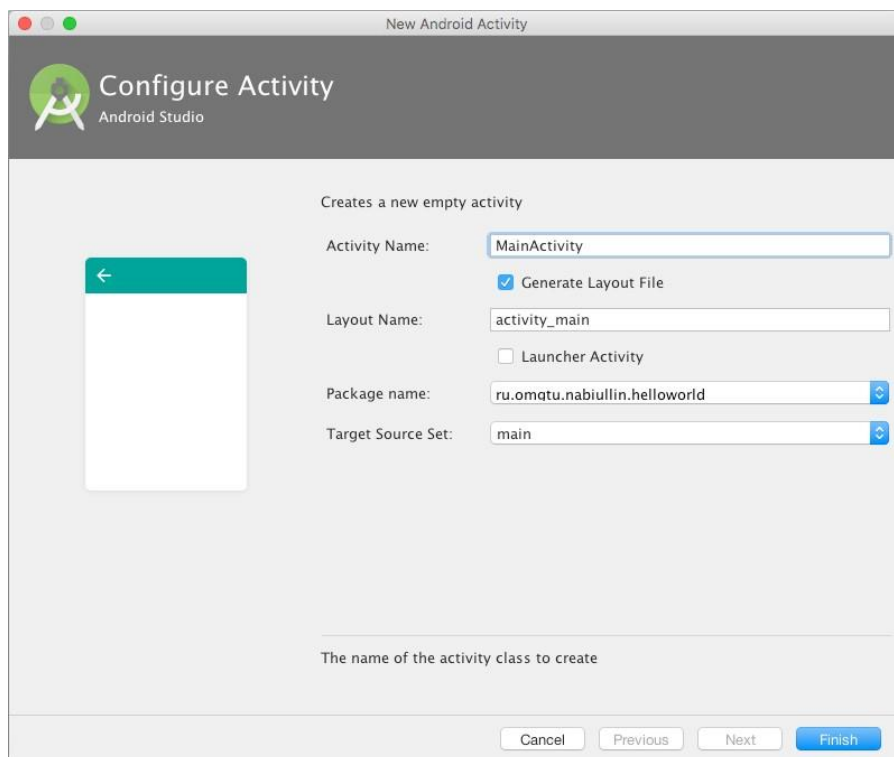 New Android Activity
Configure Activity
Android Studio
Creates a new empty activity
Activity Name: MainActivity
Generate Layout File
Layout Name: activity_main
Launcher Activity
Package name: ru.omgtu.nabiullin.helloworld
Target Source Set: main
The name of the activity class to create
Cancel Previous Next Finish